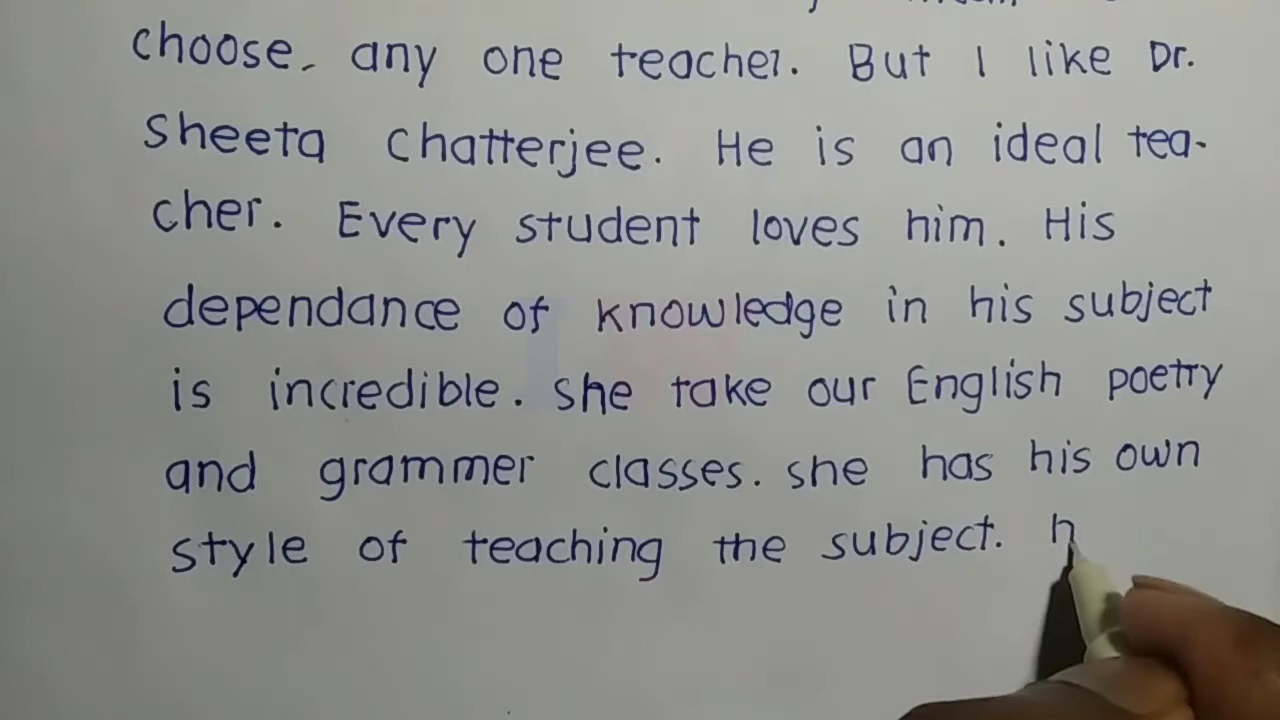 choose. any one teacher. But I like Dr.
Sheeta Chatterjee. He is an ideal tea-
cher. Every student loves him. His
dependance of knowledge in his subject
is incredible. She take our English poetry
and grammer classes. she has his own
style of teaching the subject. h